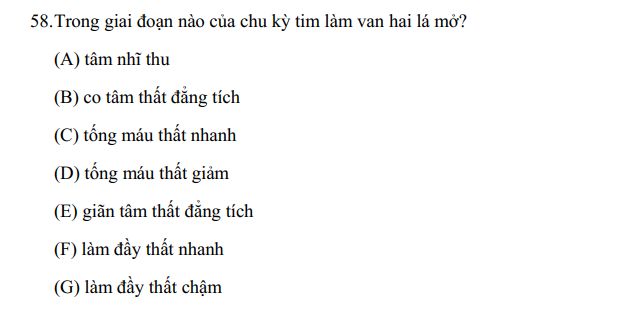 58.Trong giai đoạn nào của chu kỳ tim làm van hai lá mở?
(A) tâm nhĩ thu
(B) co tâm thất đẳng tích
(C) tống máu thất nhanh
(D) tống máu thất giảm
(E) giãn tâm thất đẳng tích
(F) làm đầy thất nhanh
(G) làm đầy thất chậm